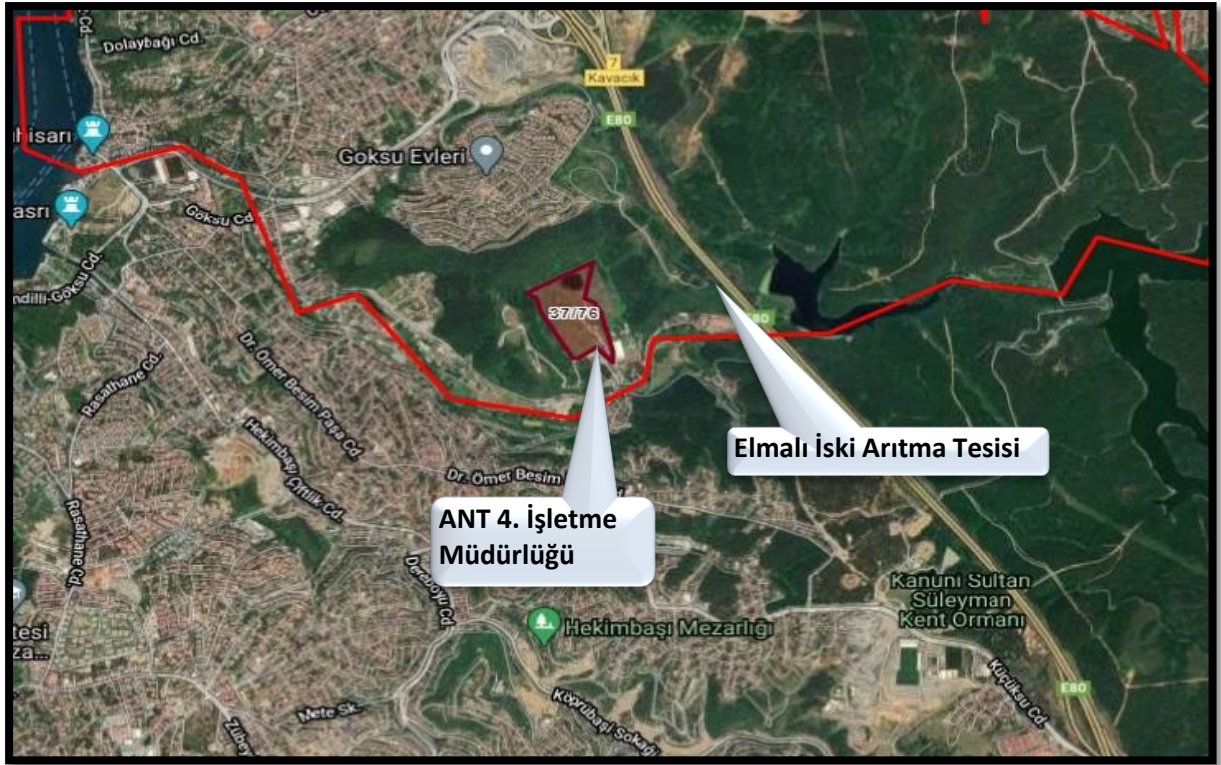 Cd.
Dolaybağı Cd.
7
Kavacık
E80
hisarı
Goksu Evleri
asrı
Göksu Cd.
ndilli-Göksu Cd.
37/76
E80
Dr. Ömer Besim Paşa Cd.
Rasathane Cd.
Hekimbaşı Çiftlik Cd.
Elmalı İski Arıtma Tesisi
Dr. Ömer Besim
ANT 4. İşletme
Müdürlüğü
Rasathane Cd.
Dereboyu Cd.
Kanuni Sultan
Süleyman
Kent Ormanı
Hekimbaşı Mezarlığı
tesi
za...
Küçüksu Cd.
E80
Mete Sk.
Köprübaşı Sokağı
Zübey